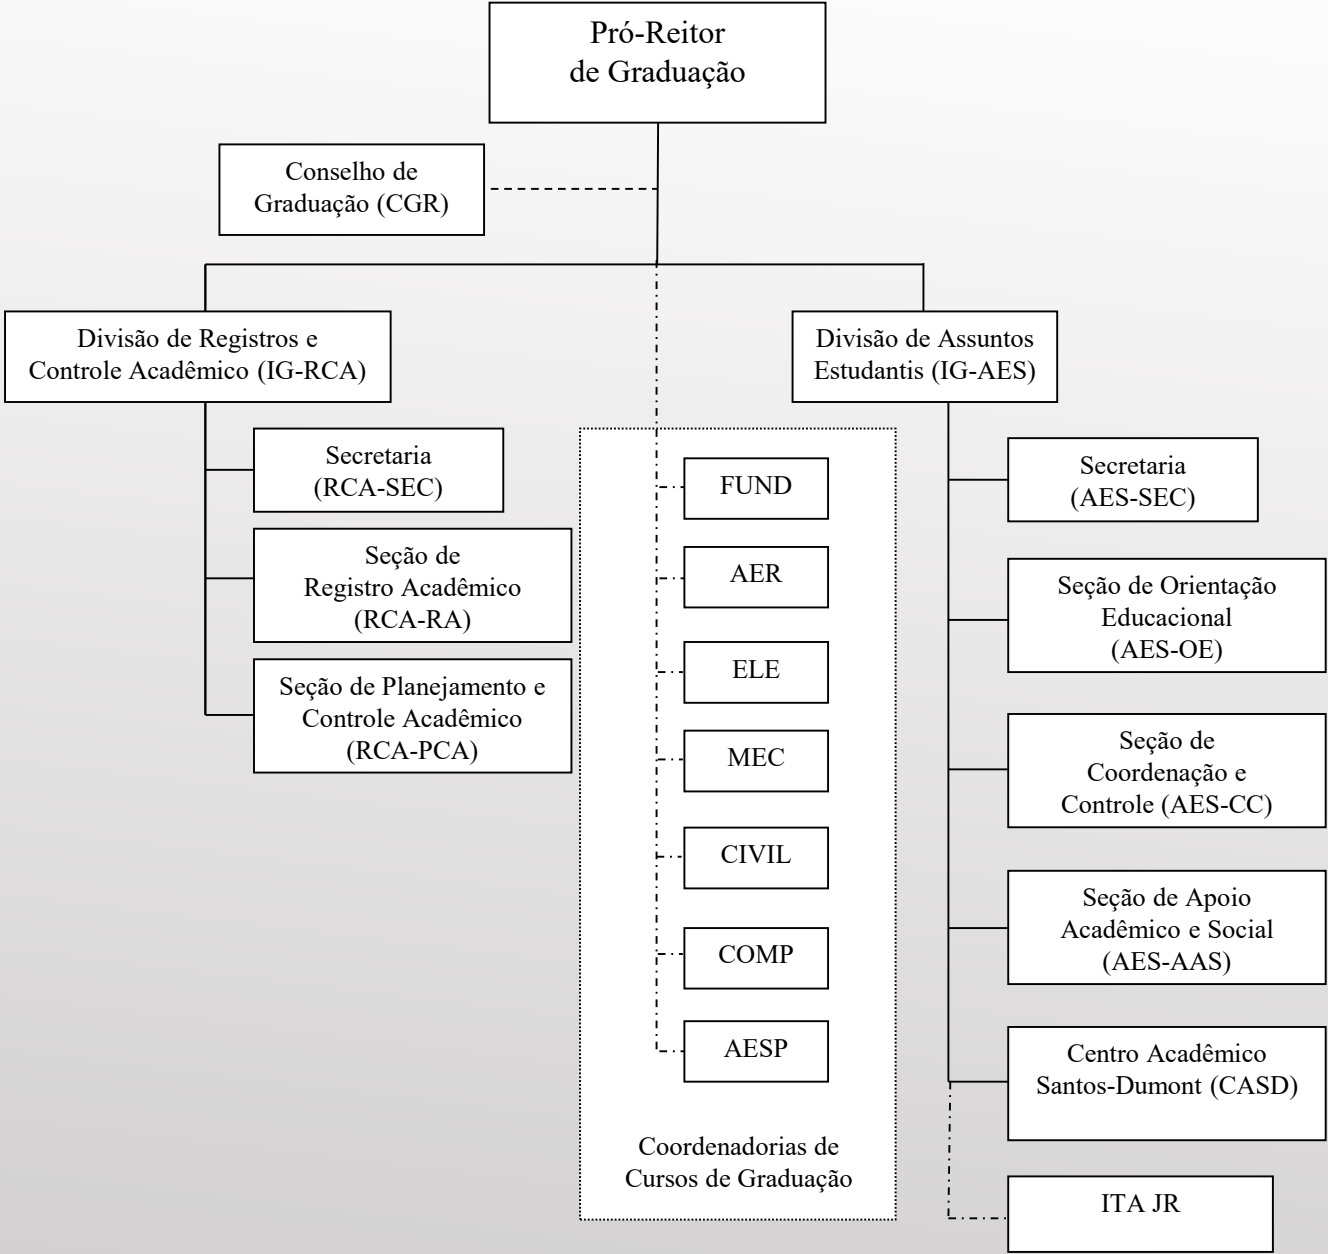 Pró-Reitor
de Graduação
Conselho de
Graduação (CGR)
Divisão de Registros e
Controle Acadêmico (IG-RCA)
Secretaria
(RCA-SEC)
Seção de
Registro Acadêmico
(RCA-RA)
Seção de Planejamento e
Controle Acadêmico
(RCA-PCA)
FUND
AER
ELE
MEC
CIVIL
COMP
AESP
Coordenadorias de
Cursos de Graduação
Divisão de Assuntos
Estudantis (IG-AES)
Secretaria
(AES-SEC)
Seção de Orientação
Educacional
(AES-OE)
Seção de
Coordenação e
Controle (AES-CC)
Seção de Apoio
Acadêmico e Social
(AES-AAS)
Centro Acadêmico
Santos-Dumont (CASD)
ITA JR